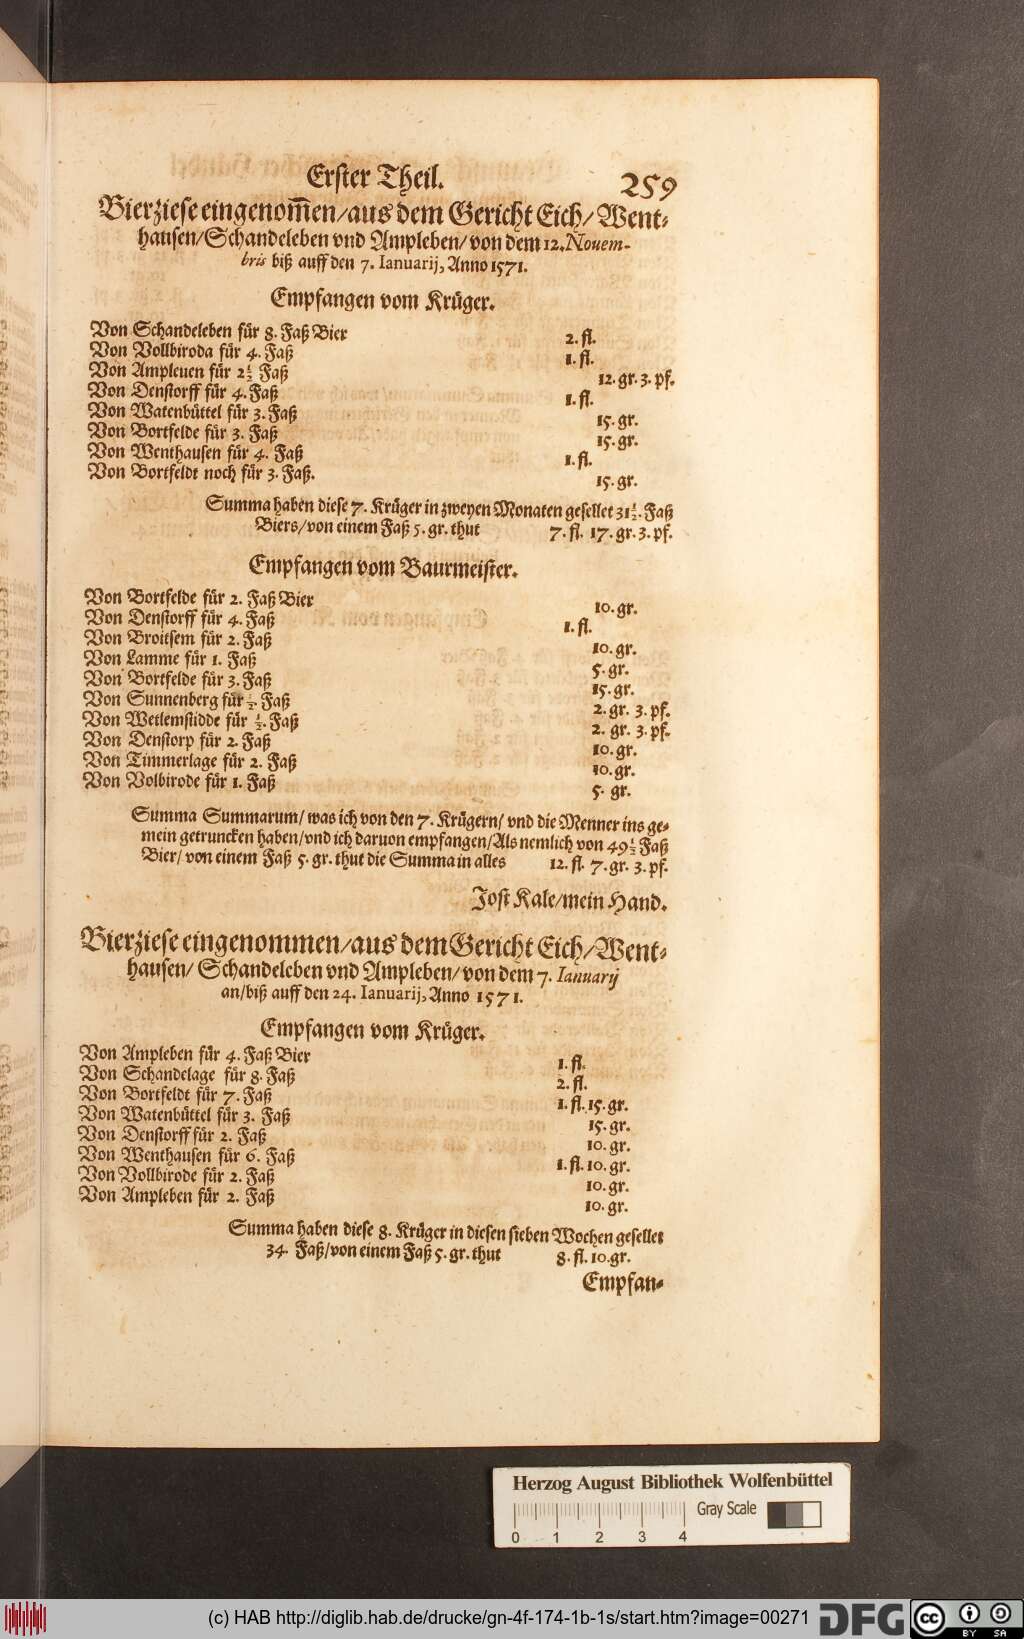 Erster Theil. 259
Bierziese eingenom̃en/aus dem Gericht Eich/Went-
hausen/Schandeleben vnd Ampleben/von dem 12. Nouem-
bris biß auff den 7. Ianuarij, Anno 1571.
Empfangen vom Krüger.
Von Schandeleben für 8. Faß Bier 2. fl.
Von Vollbiroda für 4. Faß 1. fl.
Von Ampleuen für 2½ Faß 12. gr. 3. pf.
Von Denstorff für 4. Faß 1. fl.
Von Watenbüttel für 3. Faß 15. gr.
Von Bortfelde für 3. Faß 15. gr.
Von Wenthausen für 4. Faß 1. fl.
Von Bortfeldt noch für 3. Faß. 15. gr.
Summa haben diese 7. Krüger in zweyen Monaten gesellet 31½. Faß
Biers/von einem Faß 5. gr. thut 7. fl. 17. gr. 3. pf.
Empfangen vom Baurmeister.
Von Bortfelde für 2. Faß Bier 10. gr.
Von Denstorff für 4. Faß 1. fl.
Von Broitsem für 2. Faß 10. gr.
Von Lamme für 1. Faß 5. gr.
Von Bortfelde für 3. Faß 15. gr.
Von Sunnenberg für ½. Faß 2. gr. 3. pf.
Von Wetlemstidde für ½. Faß 2. gr. 3. pf.
Von Denstorp für 2. Faß 10. gr.
Von Timmerlage für 2. Faß 10. gr.
Von Volbirode für 1. Faß 5. gr.
Summa Summarum/ was ich von den 7. Krügern/ vnd die Menner ins ge-
mein getruncken haben/vnd ich daruon empfangen/Als nemlich von 49½ Faß
Bier/ von einem Faß 5. gr. thut die Summa in alles 12. fl. 7. gr. 3. pf.
Jost Kale/mein Hand.
Bierziese eingenommen/aus dem Gericht Eich/Went-
hausen/ Schandeleben vnd Ampleben/von dem 7. Ianuarij
an/biß auff den 24. Ianuarij, Anno 1571.
Empfangen vom Krüger.
Von Ampleben für 4. Faß Bier 1. fl.
Von Schandelage für 8. Faß 2. fl.
Von Bortfeldt für 7. Faß 1. fl. 15. gr.
Von Watenbüttel für 3. Faß 15. gr.
Von Denstorff für 2. Faß 10. gr.
Von Wenthausen für 6. Faß 1. fl. 10. gr.
Von Vollbirode für 2. Faß 10. gr.
Von Ampleben für 2. Faß 10. gr.
Summa haben diese 8. Krüger in diesen sieben Wochen gesellet
34. Faß/von einem Faß 5. gr. thut 8. fl. 10. gr.
Empfan-
Herzog August Bibliothek Wolfenbüttel
Gray Scale
0 1 2 3 4
(c) HAB http://diglib.hab.de/drucke/gn-4f-174-1b-1s/start.htm?image=00271 DFG cc BY SA